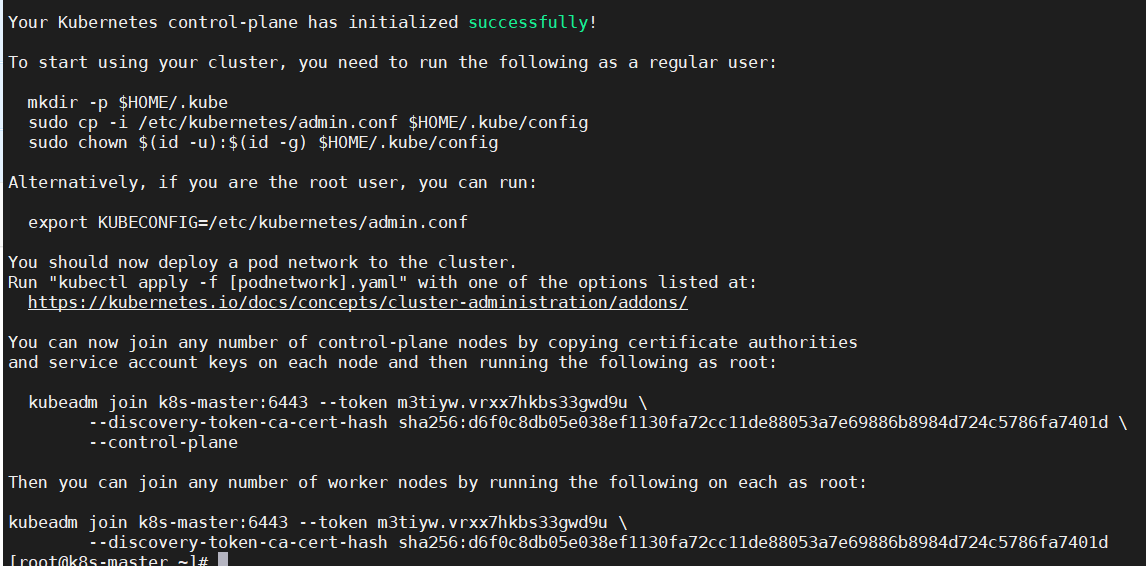 Your Kubernetes control-plane has initialized successfully!
To start using your cluster, you need to run the following as a regular user:
mkdir -p $HOME/.kube
sudo cp -i /etc/kubernetes/admin.conf $HOME/.kube/config
sudo chown $(id -u):$(id -g) $HOME/.kube/config
Alternatively, if you are the root user, you can run:
export KUBECONFIG=/etc/kubernetes/admin.conf
You should now deploy a pod network to the cluster.
Run "kubectl apply -f [podnetwork].yaml" with one of the options listed at:
https://kubernetes.io/docs/concepts/cluster-administration/addons/
You can now join any number of control-plane nodes by copying certificate authorities
and service account keys on each node and then running the following as root:
kubeadm join k8s-master:6443 --token m3tiyw.vrxx7hkbs33gwd9u \
--discovery-token-ca-cert-hash sha256:d6f0c8db05e038ef1130fa72cc11de88053a7e69886b8984d724c5786fa7401d \
--control-plane
Then you can join any number of worker nodes by running the following on each as root:
kubeadm join k8s-master:6443 --token m3tiyw.vrxx7hkbs33gwd9u \
--discovery-token-ca-cert-hash sha256:d6f0c8db05e038ef1130fa72cc11de88053a7e69886b8984d724c5786fa7401d
[root@k8s-master ~]#